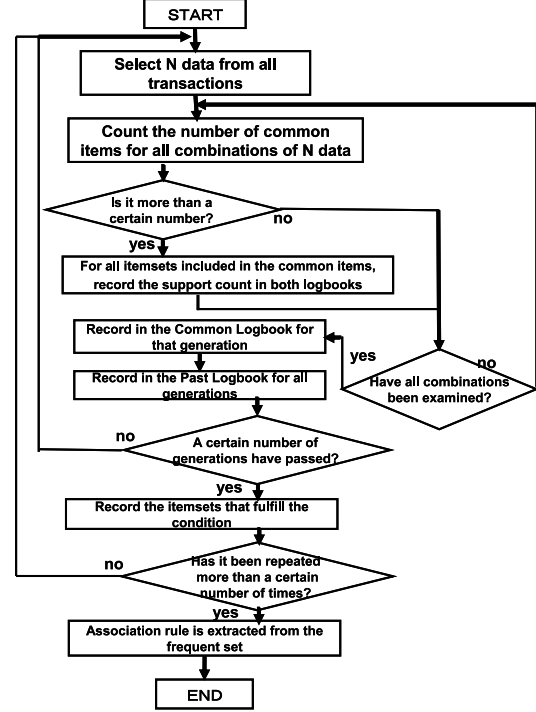 START
Select N data from all
transactions
Count the number of common
items for all combinations of N data
Is it more than a
certain number?
no
yes
For all itemsets included in the common items,
record the support count in both logbooks
Record in the Common Logbook for
that generation
yes
no
Have all combinations
been examined?
Record in the Past Logbook for all
generations
no
A certain number of
generations have passed?
yes
Record the itemsets that fulfill the
condition
no
Has it been repeated
more than a certain
number of times?
yes
Association rule is extracted from the
frequent set
END